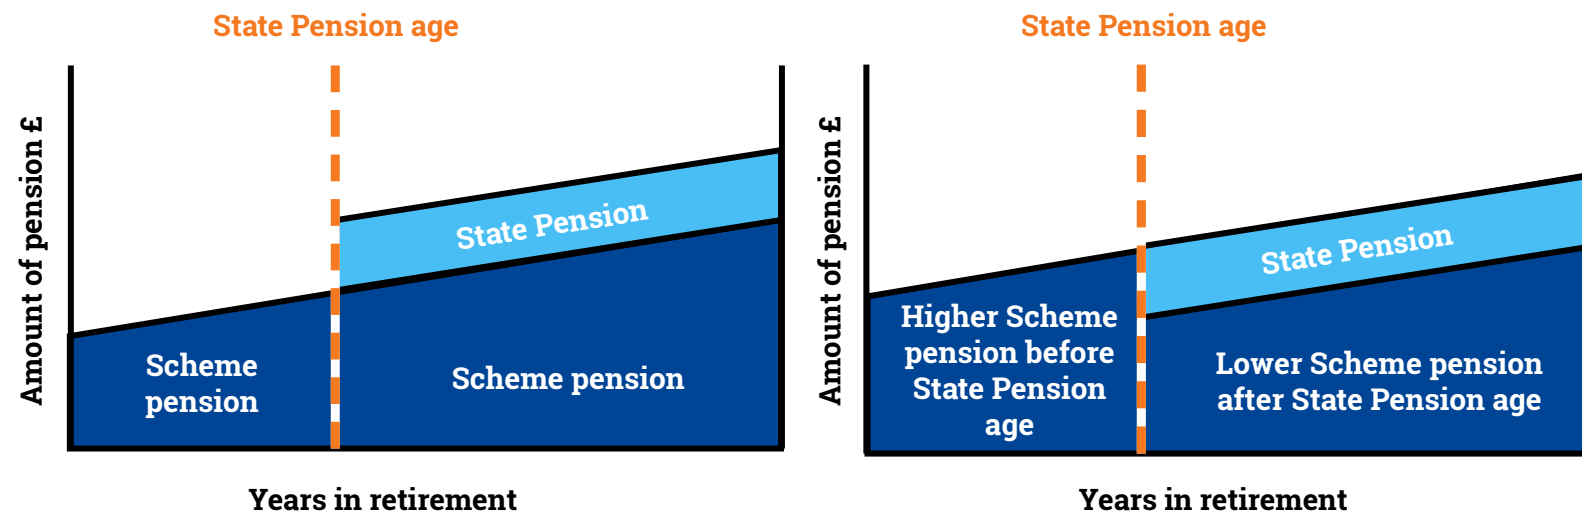 State Pension age
Amount of pension £
State Pension
Scheme
pension
Scheme pension
Years in retirement
State Pension age
Amount of pension £
State Pension
Higher Scheme
pension before
State Pension
age
Lower Scheme pension
after State Pension age
Years in retirement